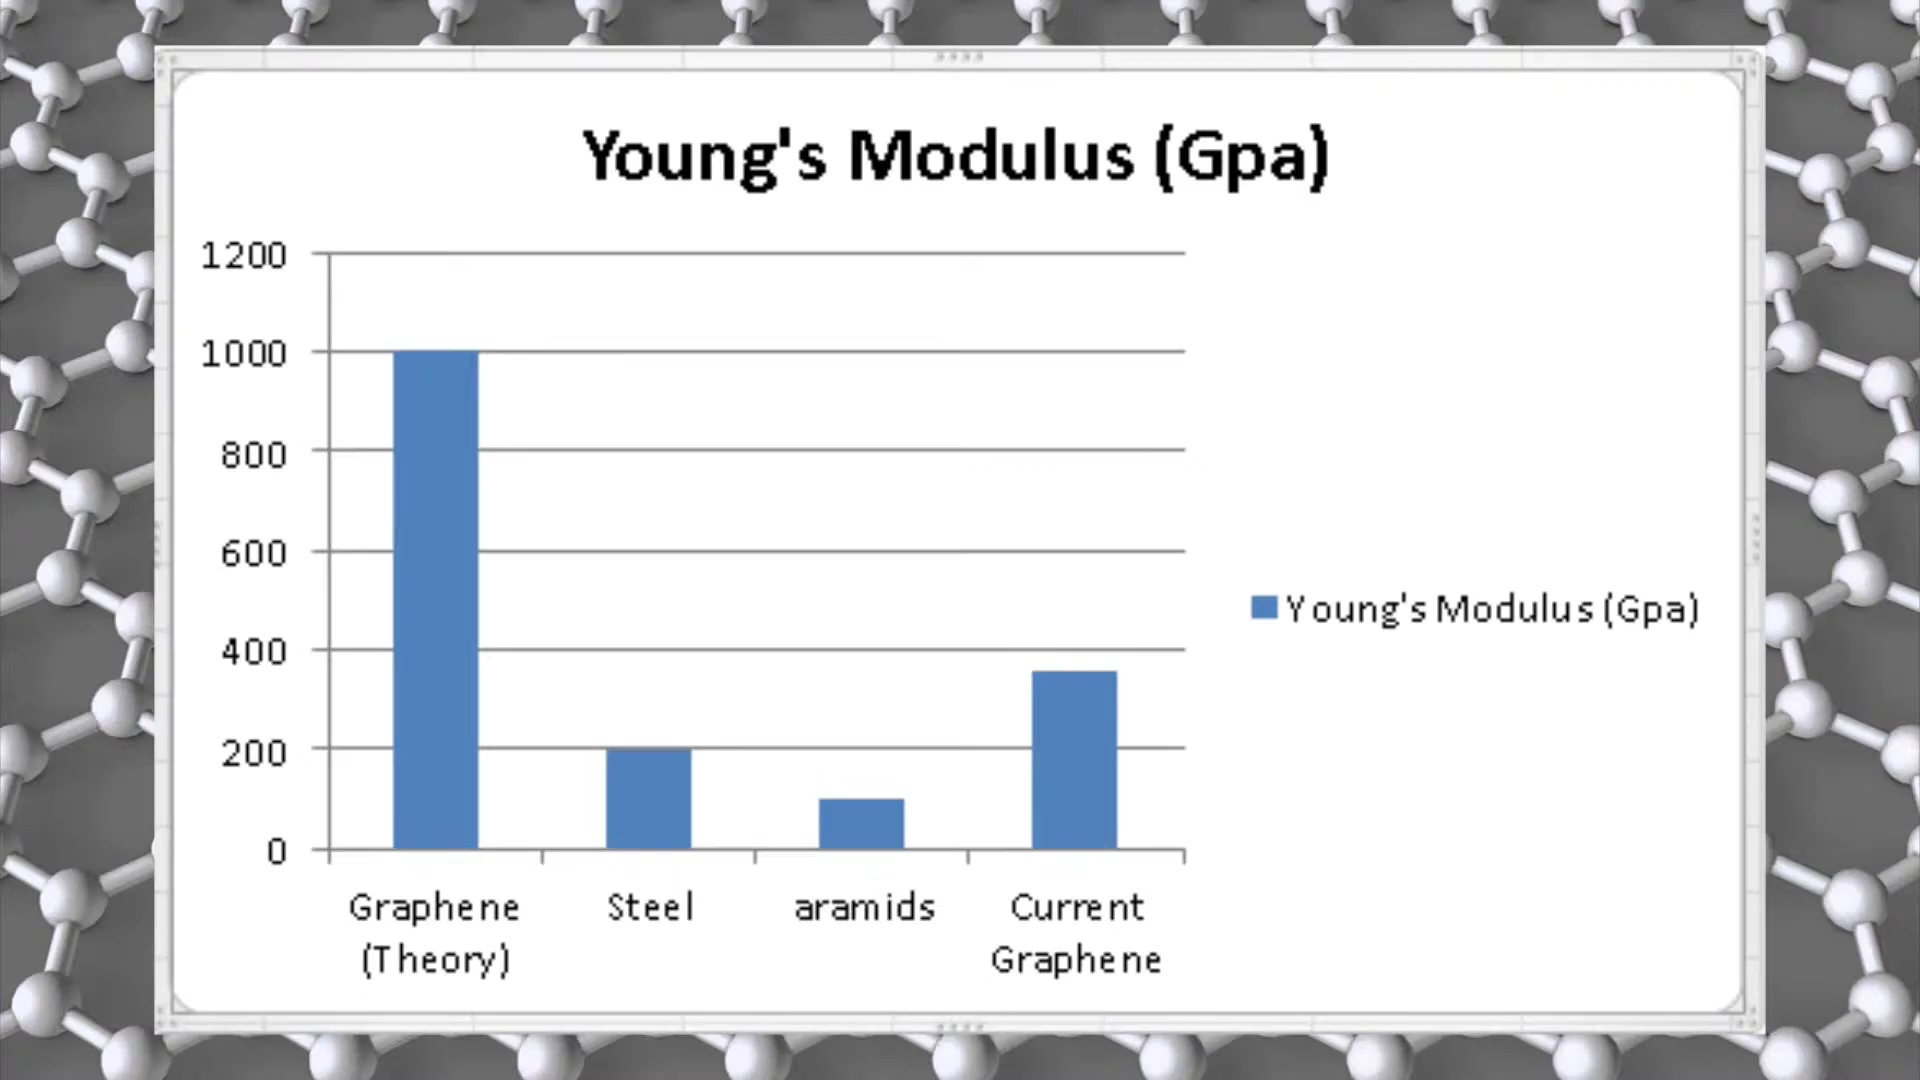 Young's Modulus (Gpa)
1200
1000
800
600
400
200
0
Graphene
(Theory)
Steel
aramids
Current
Graphene
Young's Modulus (Gpa)